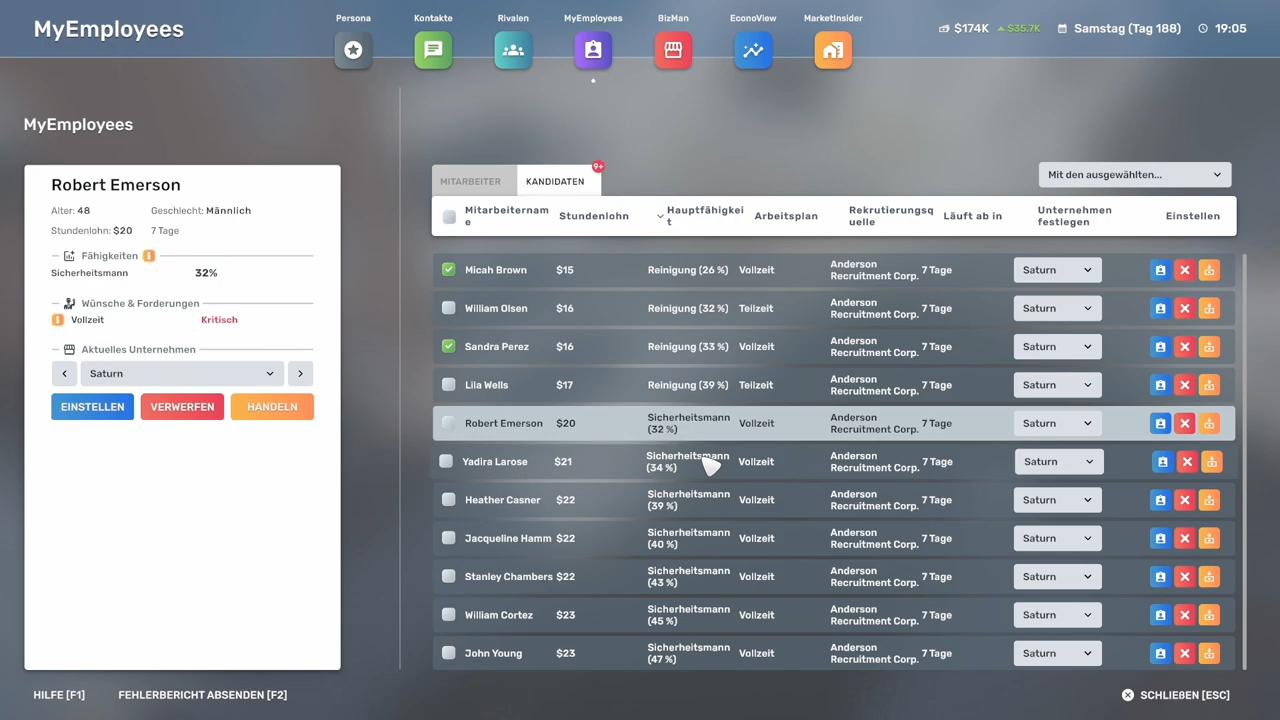 MyEmployees
Persona
Kontakte
Rivalen
MyEmployees
BizMan
EconoView
MarketInsider
$174K
$35.7K
Samstag (Tag 188)
19:05
MyEmployees
Robert Emerson
Alter: 48
Geschlecht: Männlich
Stundenlohn: $20
7 Tage
Fähigkeiten
Sicherheitsmann
32%
Wünsche & Forderungen
Vollzeit
Kritisch
Aktuelles Unternehmen
Saturn
EINSTELLEN
VERWERFEN
HANDELN
MITARBEITER
KANDIDATEN
9+
Mit den ausgewählten...
Mitarbeiternam
e
Stundenlohn
Hauptfähigkei
t
Arbeitsplan
Rekrutierungsq
uelle
Läuft ab in
Unternehmen
festlegen
Einstellen
Micah Brown $15 Reinigung (26 %) Vollzeit Anderson
Recruitment Corp. 7 Tage Saturn
William Olsen $16 Reinigung (32 %) Teilzeit Anderson
Recruitment Corp. 7 Tage Saturn
Sandra Perez $16 Reinigung (33 %) Vollzeit Anderson
Recruitment Corp. 7 Tage Saturn
Lila Wells $17 Reinigung (39 %) Teilzeit Anderson
Recruitment Corp. 7 Tage Saturn
Robert Emerson $20 Sicherheitsmann Vollzeit Anderson
(32 %) Recruitment Corp. 7 Tage Saturn
Yadira Larose $21 Sicherheitsmann Vollzeit Anderson
(34 %) Recruitment Corp. 7 Tage Saturn
Heather Casner $22 Sicherheitsmann Vollzeit Anderson
(39 %) Recruitment Corp. 7 Tage Saturn
Jacqueline Hamm $22 Sicherheitsmann Vollzeit Anderson
(40 %) Recruitment Corp. 7 Tage Saturn
Stanley Chambers $22 Sicherheitsmann Vollzeit Anderson
(43 %) Recruitment Corp. 7 Tage Saturn
William Cortez $23 Sicherheitsmann Vollzeit Anderson
(45 %) Recruitment Corp. 7 Tage Saturn
John Young $23 Sicherheitsmann Vollzeit Anderson
(47 %) Recruitment Corp. 7 Tage Saturn
HILFE [F1]
FEHLERBERICHT ABSENDEN [F2]
SCHLIEßEN [ESC]